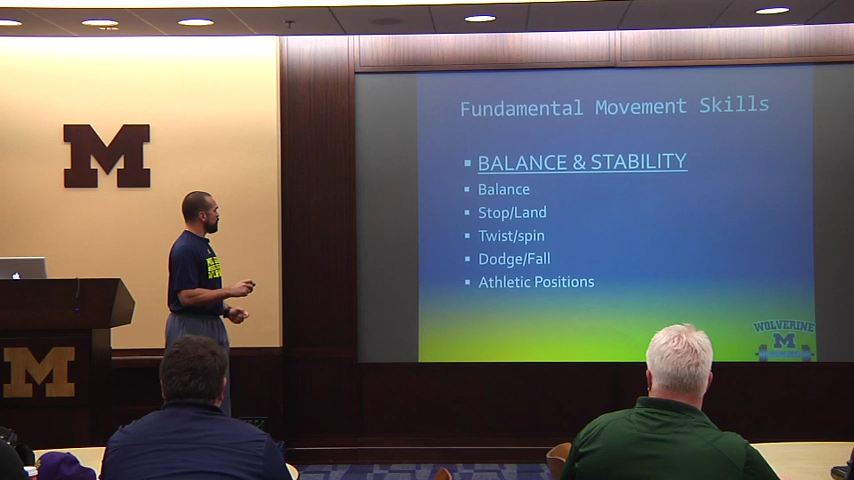 M
M
Fundamental Movement Skills
BALANCE & STABILITY
Balance
Stop/Land
Twist/spin
Dodge/Fall
Athletic Positions
WOLVERINE
M